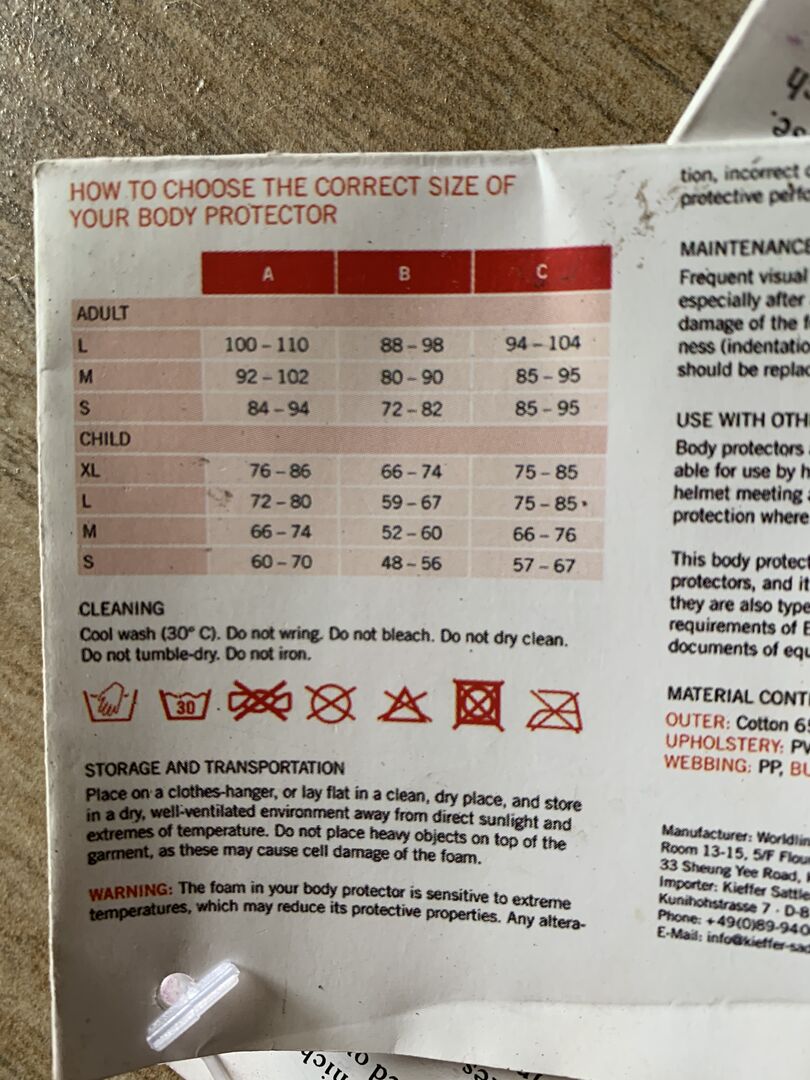 HOW TO CHOOSE THE CORRECT SIZE OF
YOUR BODY PROTECTOR
A B C
ADULT
L 100 – 110 88 – 98 94 – 104
M 92 – 102 80 – 90 85 – 95
S 84 – 94 72 – 82 85 – 95
CHILD
XL 76 – 86 66 – 74 75 – 85
L 72 – 80 59 – 67 75 – 85
M 66 – 74 52 – 60 66 – 76
S 60 – 70 48 – 56 57 – 67
CLEANING
Cool wash (30° C). Do not wring. Do not bleach. Do not dry clean.
Do not tumble-dry. Do not iron.
30
STORAGE AND TRANSPORTATION
Place on a clothes-hanger, or lay flat in a clean, dry place, and store
in a dry, well-ventilated environment away from direct sunlight and
extremes of temperature. Do not place heavy objects on top of the
garment, as these may cause cell damage of the foam.
WARNING: The foam in your body protector is sensitive to extreme
temperatures, which may reduce its protective properties. Any altera-
tion, incorrect
protective
MAINTENANCE
Frequent visual
especially after
damage of the
ness
should be
USE WITH
Body protectors
able for use by
helmet meeting
protection where
This body
protectors, and it
they are also type
requirements of
documents of
MATERIAL
OUTER: Cotton
UPHOLSTERY:
WEBBING: PP,
Manufacturer:
Room 13-15, 5/F
33 Sheung Yee Road,
Importer: Kieffer
Kunihohstrasse 7 · D-8
Phone: +49(0)89-940
E-Mail: